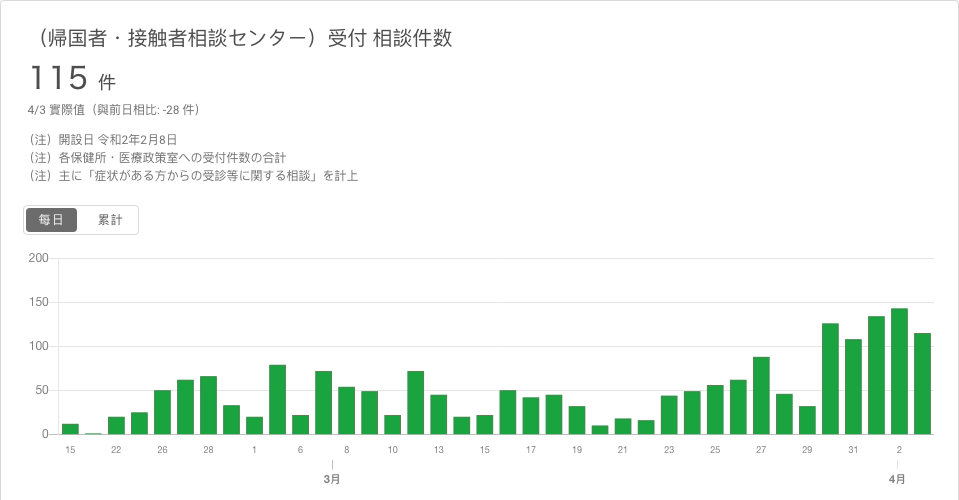 （帰国者・接触者相談センター）受付 相談件数
115 件
4/3 實際值（與前日相比: -28 件）
（注）開設日 令和2年2月8日
（注）各保健所・医療政策室への受付件数の合計
（注）主に「症状がある方からの受診等に関する相談」を計上
每日 累計
200
150
100
50
0
15 22 26 28 1 6 8 10 13 15 17 19 21 23 25 27 29 31 2
3月 4月